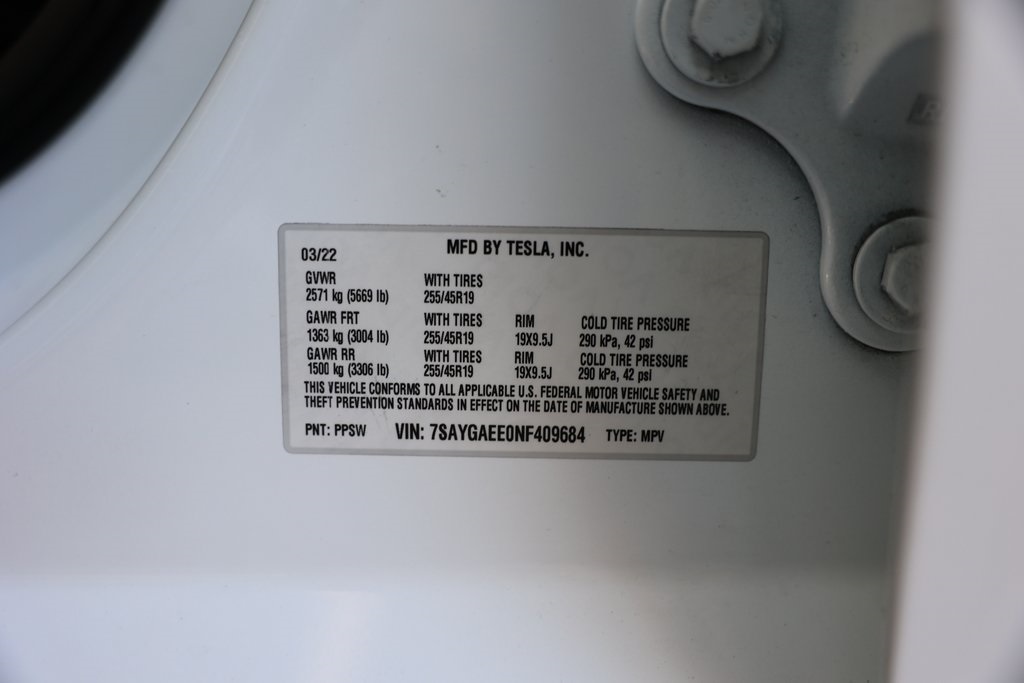 MFD BY TESLA, INC.
03/22
GVWR WITH TIRES
2571 kg (5669 lb) 255/45R19
GAWR FRT WITH TIRES RIM COLD TIRE PRESSURE
1363 kg (3004 lb) 255/45R19 19X9.5J 290 kPa, 42 psi
GAWR RR WITH TIRES RIM COLD TIRE PRESSURE
1500 kg (3306 lb) 255/45R19 19X9.5J 290 kPa, 42 psi
THIS VEHICLE CONFORMS TO ALL APPLICABLE U.S. FEDERAL MOTOR VEHICLE SAFETY AND
THEFT PREVENTION STANDARDS IN EFFECT ON THE DATE OF MANUFACTURE SHOWN ABOVE.
PNT: PPSW VIN: 7SAYGAEE0NF409684 TYPE: MPV